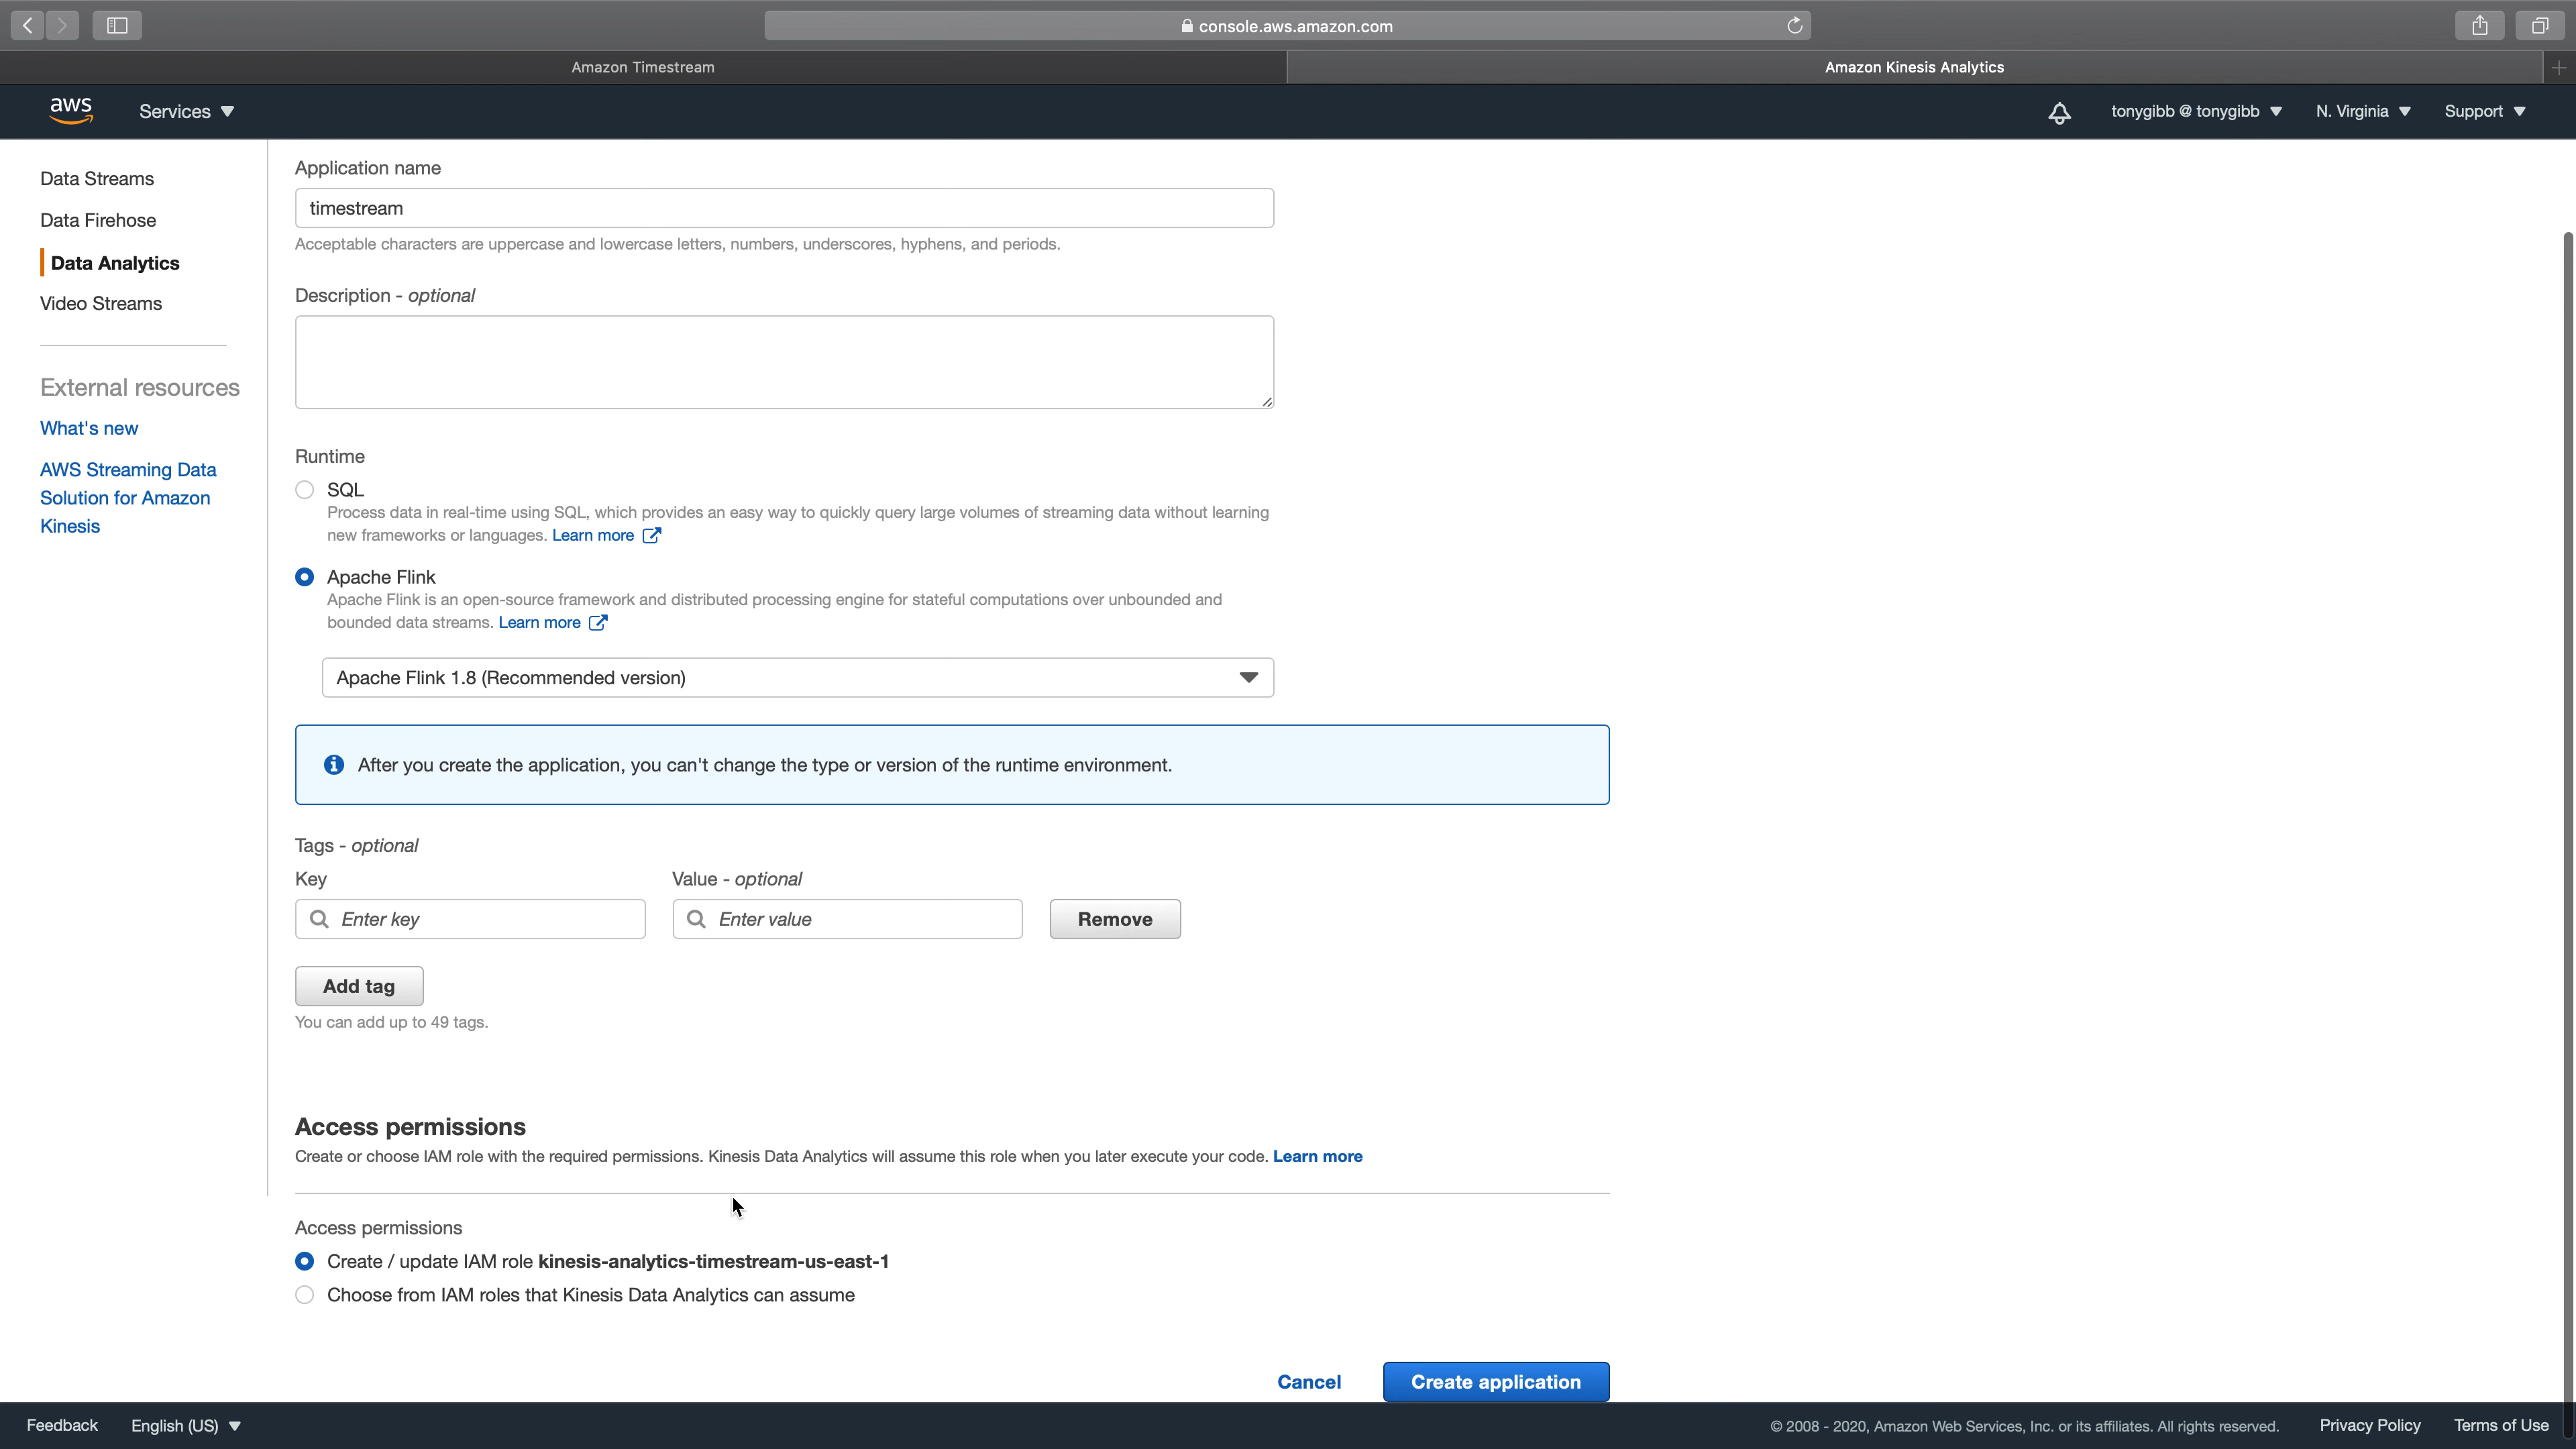 console.aws.amazon.com
Amazon Timestream
Amazon Kinesis Analytics
aws
Services
tonygibb @ tonygibb
N. Virginia
Support
Data Streams
Data Firehose
Data Analytics
Video Streams
External resources
What's new
AWS Streaming Data
Solution for Amazon
Kinesis
Application name
timestream
Acceptable characters are uppercase and lowercase letters, numbers, underscores, hyphens, and periods.
Description - optional
Runtime
SQL
Process data in real-time using SQL, which provides an easy way to quickly query large volumes of streaming data without learning
new frameworks or languages. Learn more
Apache Flink
Apache Flink is an open-source framework and distributed processing engine for stateful computations over unbounded and
bounded data streams. Learn more
Apache Flink 1.8 (Recommended version)
After you create the application, you can't change the type or version of the runtime environment.
Tags - optional
Key
Value - optional
Enter key
Enter value
Remove
Add tag
You can add up to 49 tags.
Access permissions
Create or choose IAM role with the required permissions. Kinesis Data Analytics will assume this role when you later execute your code. Learn more
Access permissions
Create / update IAM role kinesis-analytics-timestream-us-east-1
Choose from IAM roles that Kinesis Data Analytics can assume
Cancel
Create application
Feedback
English (US)
© 2008 - 2020, Amazon Web Services, Inc. or its affiliates. All rights reserved.
Privacy Policy
Terms of Use